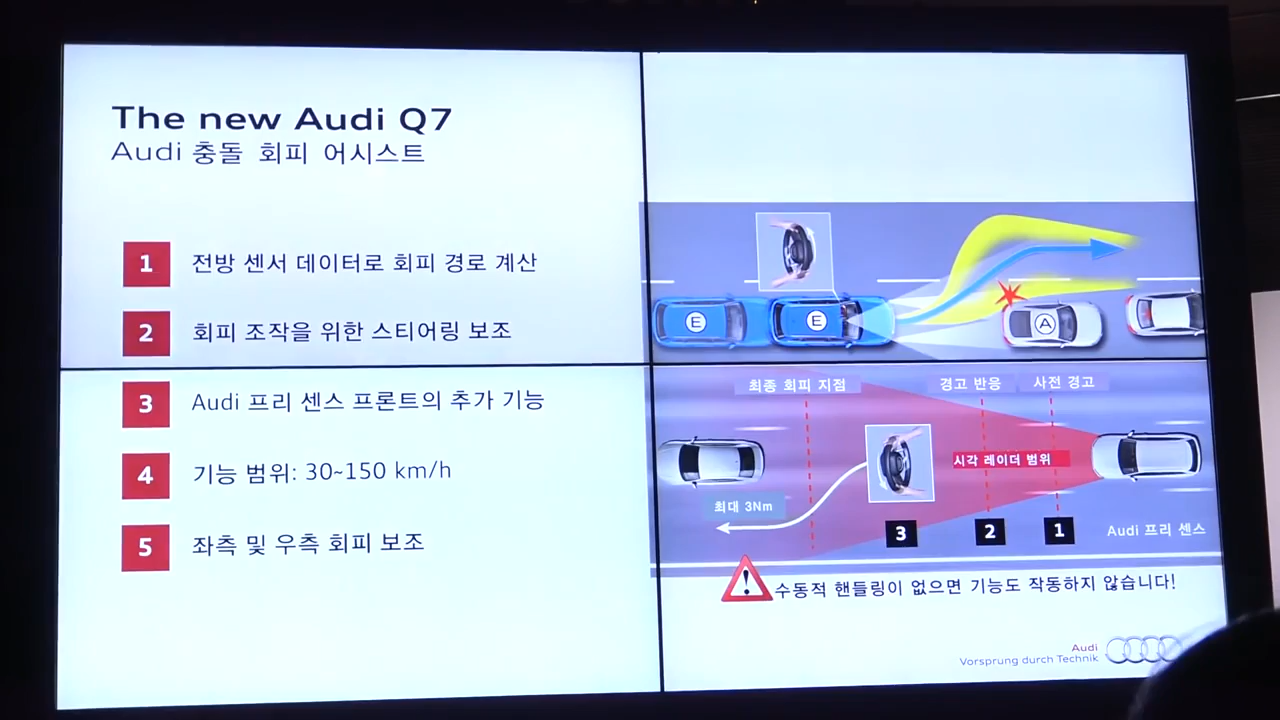 The new Audi Q7
Audi 충돌 회피 어시스트
1 전방 센서 데이터로 회피 경로 계산
2 회피 조작을 위한 스티어링 보조
3 Audi 프리 센스 프론트의 추가 기능
4 기능 범위: 30~150 km/h
5 좌측 및 우측 회피 보조
E
E
A
최종 회피 지점
경고 반응
사전 경고
시각 레이더 범위
최대 3Nm
3
2
1
Audi 프리 센스
!
수동적 핸들링이 없으면 기능도 작동하지 않습니다!
Audi
Vorsprung durch Technik